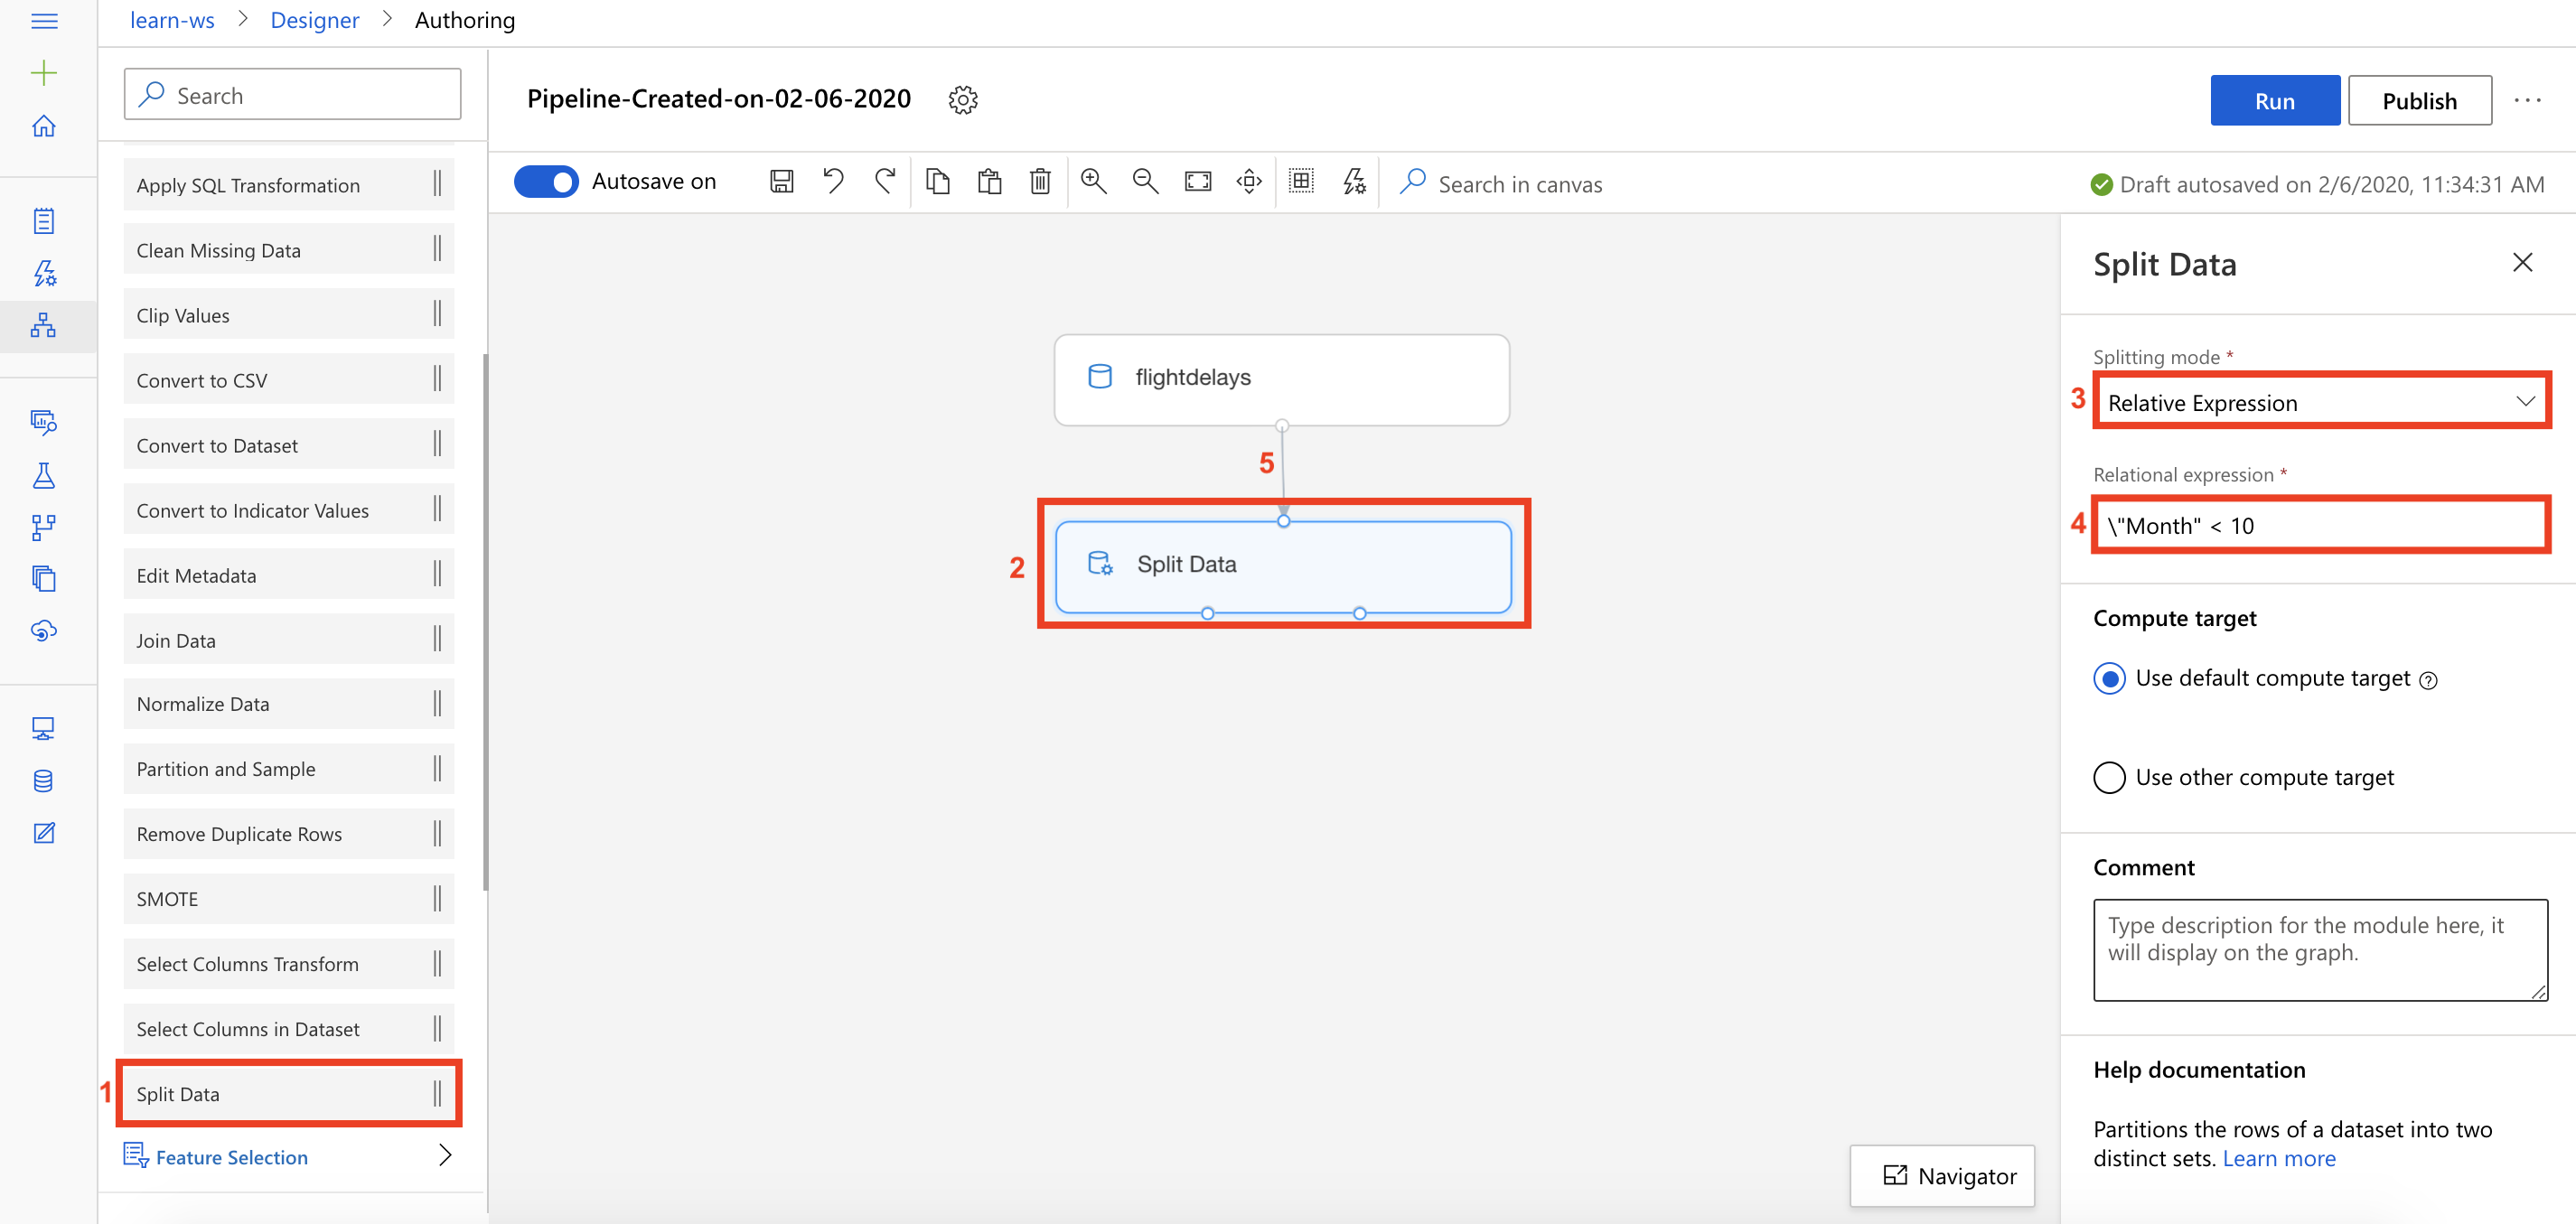 learn-ws > Designer > Authoring
Search
Pipeline-Created-on-02-06-2020
Run
Publish
Autosave on
Search in canvas
Draft autosaved on 2/6/2020, 11:34:31 AM
Apply SQL Transformation
Clean Missing Data
Clip Values
Convert to CSV
Convert to Dataset
Convert to Indicator Values
Edit Metadata
Join Data
Normalize Data
Partition and Sample
Remove Duplicate Rows
SMOTE
Select Columns Transform
Select Columns in Dataset
1
Split Data
Feature Selection
flightdelays
5
2
Split Data
Navigator
Split Data
Splitting mode *
3
Relative Expression
Relational expression *
4
\"Month" < 10
Compute target
Use default compute target
Use other compute target
Comment
Type description for the module here, it
will display on the graph.
Help documentation
Partitions the rows of a dataset into two
distinct sets. Learn more